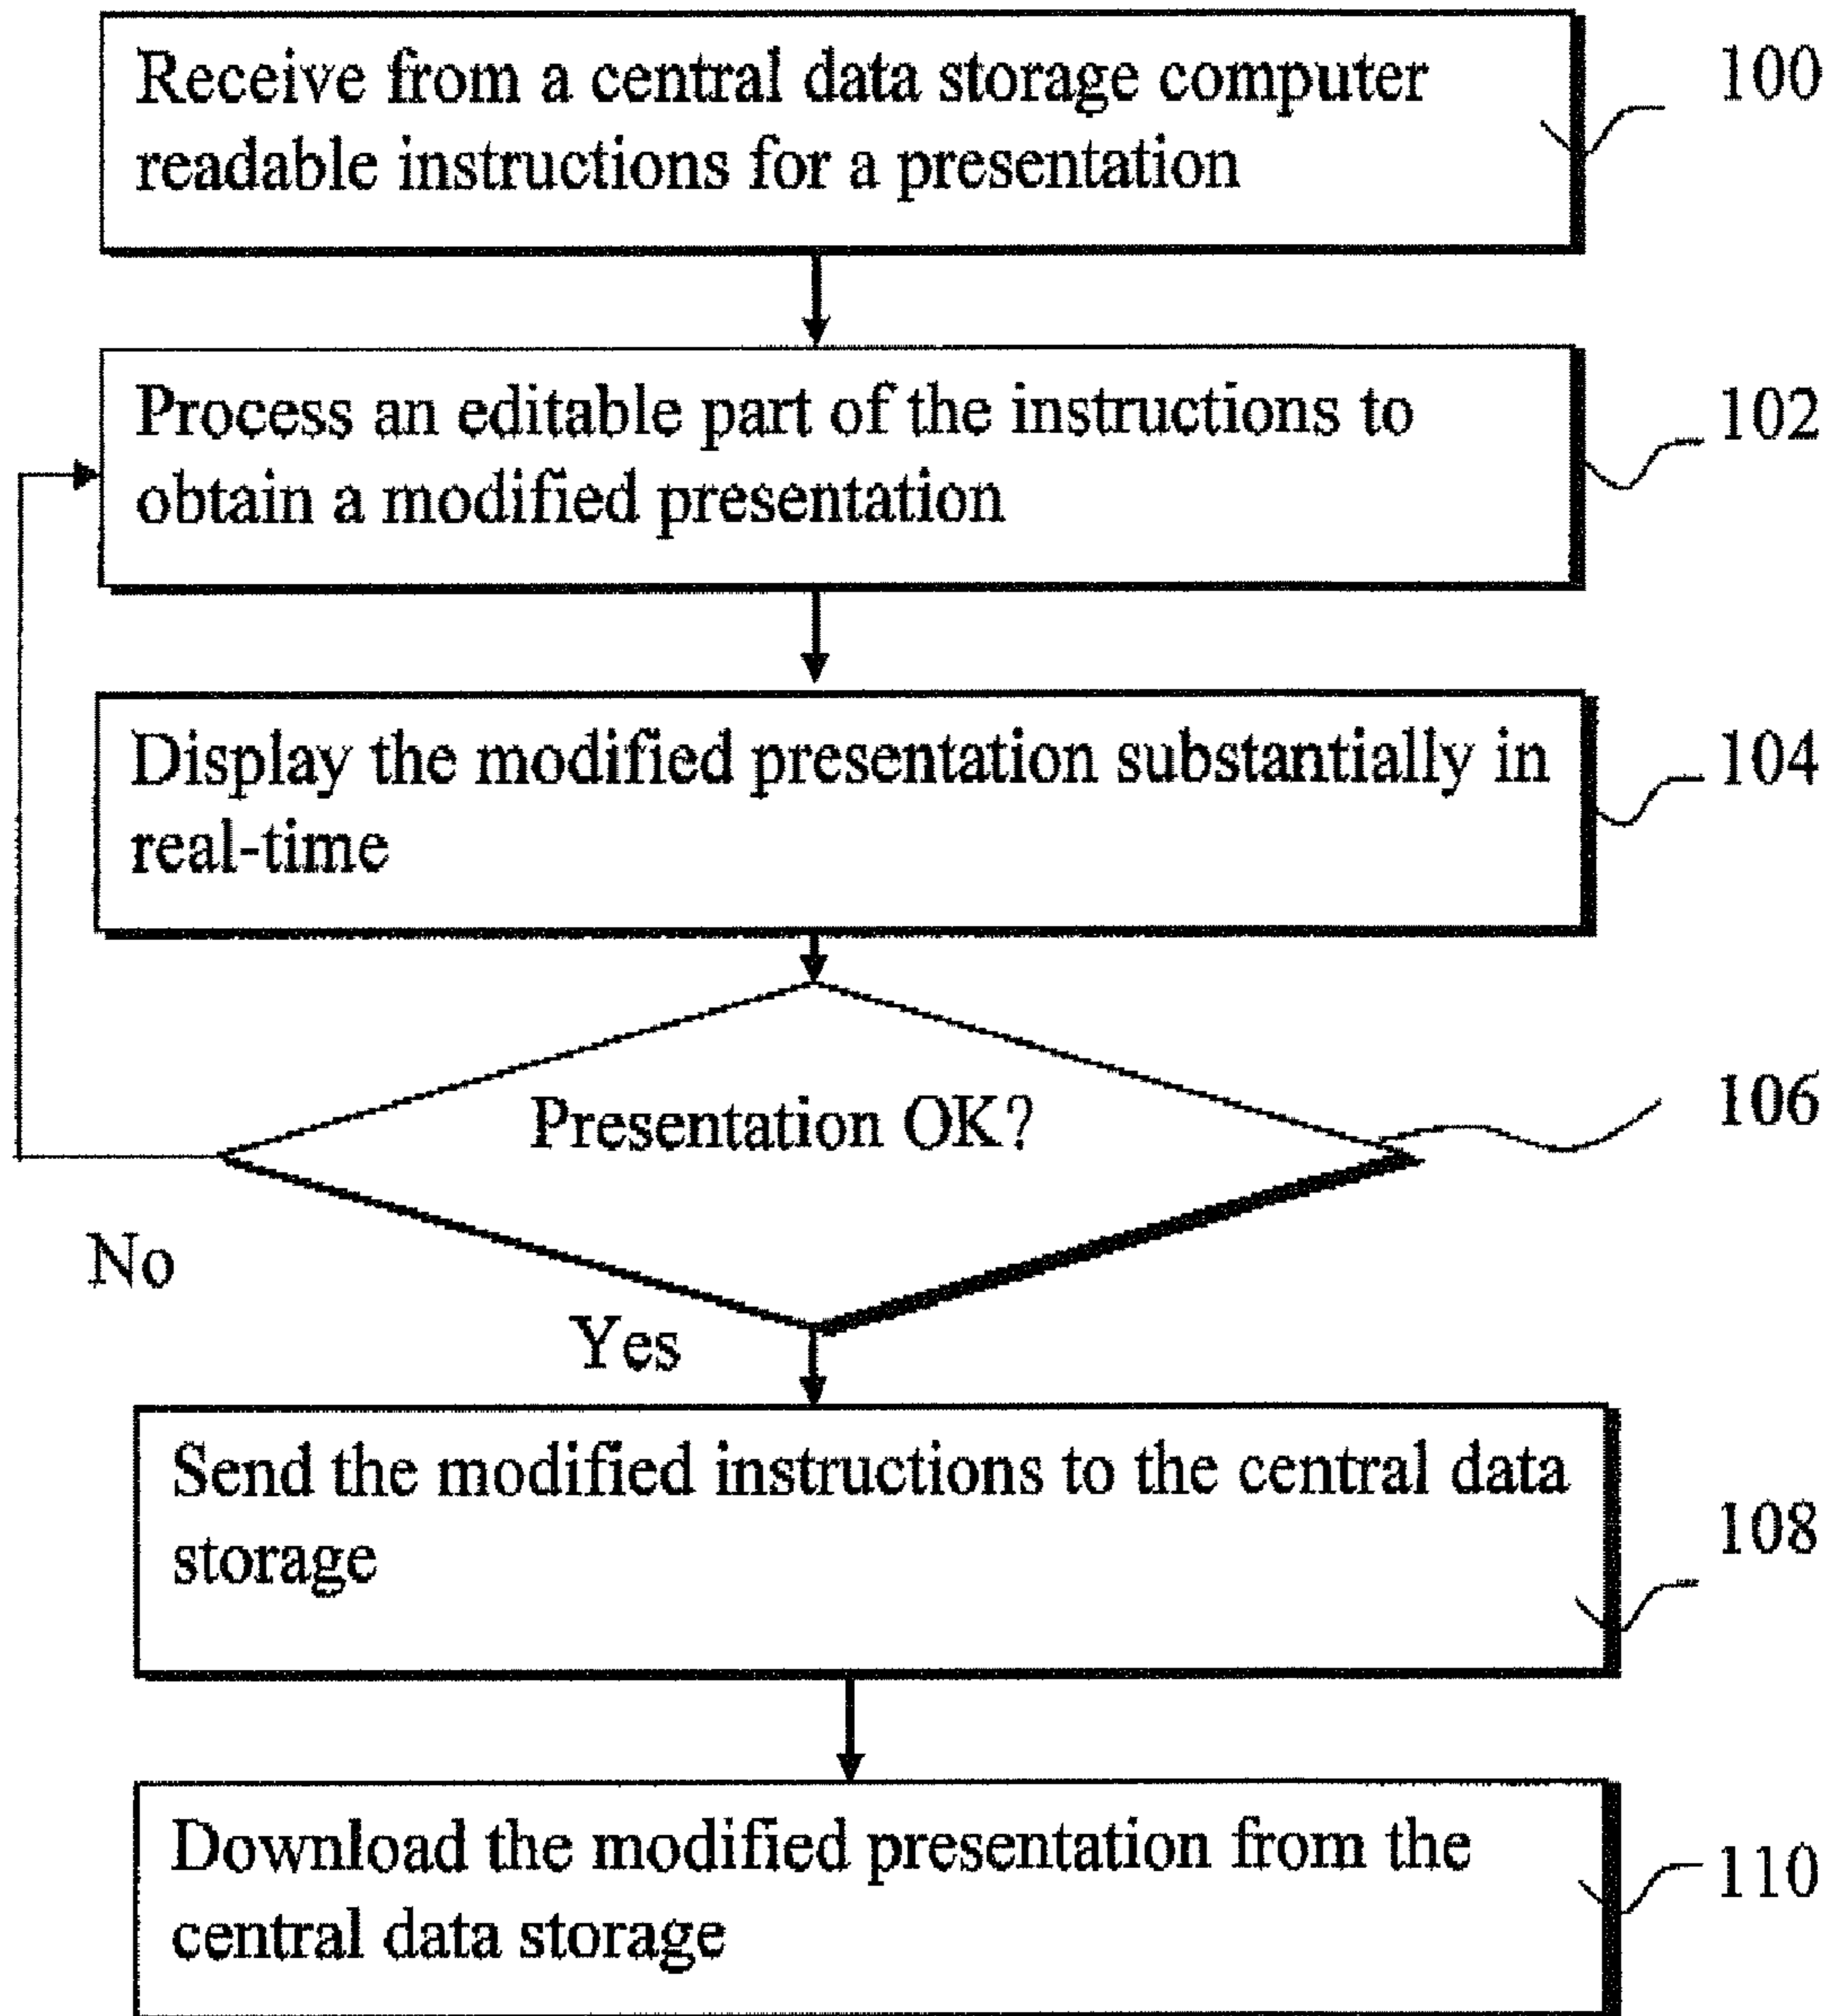 Receive from a central data storage computer
readable instructions for a presentation
100
Process an editable part of the instructions to
obtain a modified presentation
102
Display the modified presentation substantially in
real-time
104
Presentation OK?
106
No
Yes
Send the modified instructions to the central data
storage
108
Download the modified presentation from the
central data storage
110